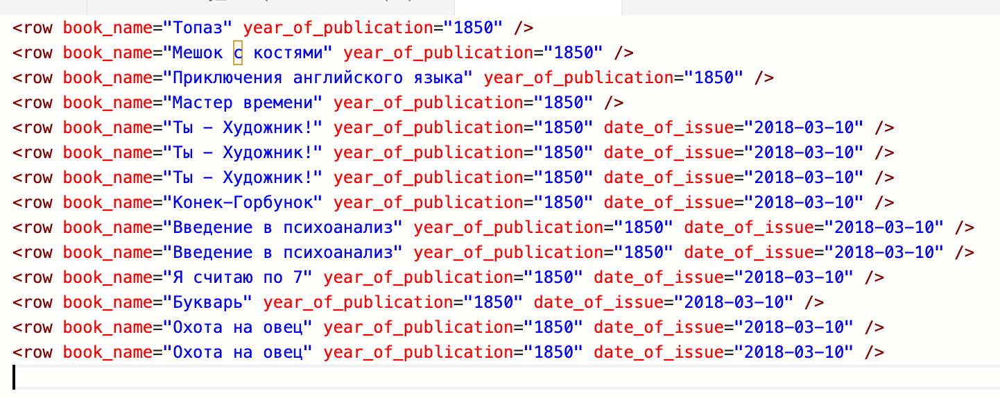 <row book_name="Топаз" year_of_publication="1850" />
<row book_name="Мешок с костями" year_of_publication="1850" />
<row book_name="Приключения английского языка" year_of_publication="1850" />
<row book_name="Мастер времени" year_of_publication="1850" />
<row book_name="Ты – Художник!" year_of_publication="1850" date_of_issue="2018-03-10" />
<row book_name="Ты – Художник!" year_of_publication="1850" date_of_issue="2018-03-10" />
<row book_name="Ты – Художник!" year_of_publication="1850" date_of_issue="2018-03-10" />
<row book_name="Конек-Горбунок" year_of_publication="1850" date_of_issue="2018-03-10" />
<row book_name="Введение в психоанализ" year_of_publication="1850" date_of_issue="2018-03-10" />
<row book_name="Введение в психоанализ" year_of_publication="1850" date_of_issue="2018-03-10" />
<row book_name="Я считаю по 7" year_of_publication="1850" date_of_issue="2018-03-10" />
<row book_name="Букварь" year_of_publication="1850" date_of_issue="2018-03-10" />
<row book_name="Охота на овец" year_of_publication="1850" date_of_issue="2018-03-10" />
<row book_name="Охота на овец" year_of_publication="1850" date_of_issue="2018-03-10" />